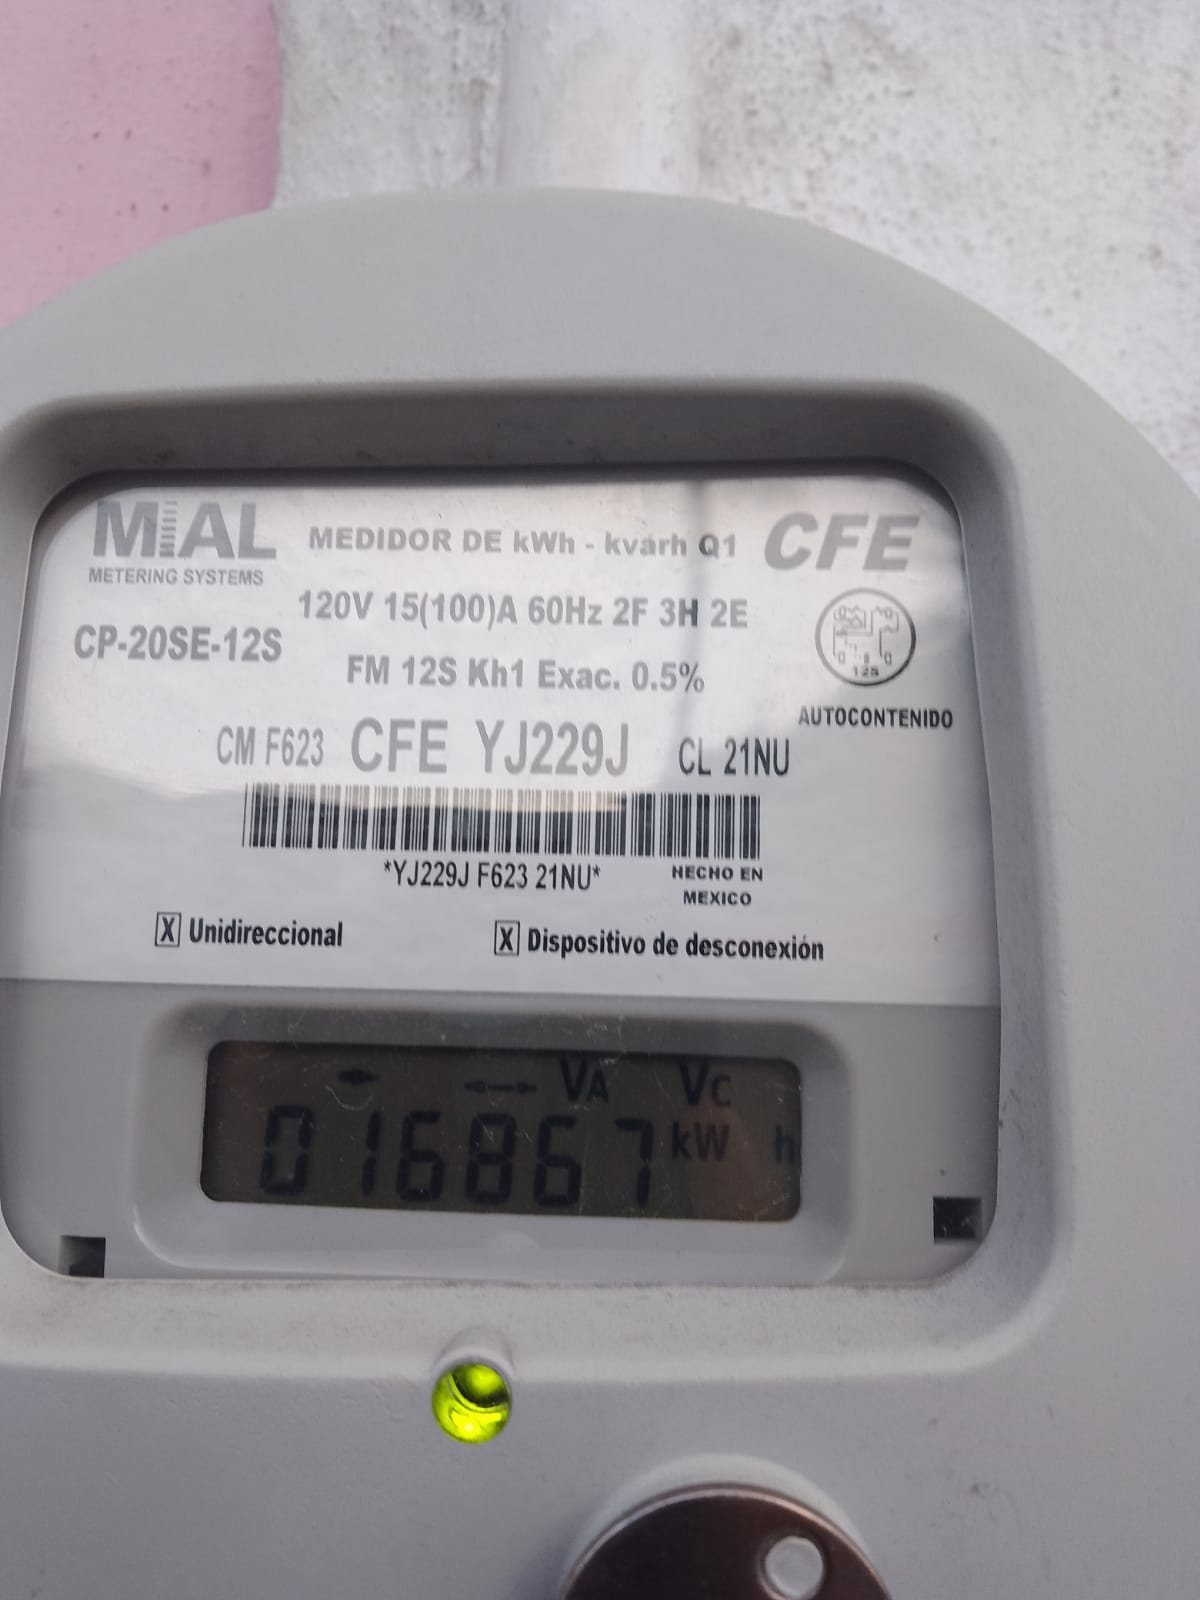 MIAL
METERING SYSTEMS
MEDIDOR DE kWh - kvarh Q1
CFE
120V 15(100)A 60Hz 2F 3H 2E
CP-20SE-12S
FM 12S Kh1 Exac. 0.5%
12S
AUTOCONTENIDO
CM F623 CFE YJ229J CL 21NU
*YJ229J F623 21NU*
HECHO EN
MEXICO
X Unidireccional
X Dispositivo de desconexión
VA VC
016867 kW h